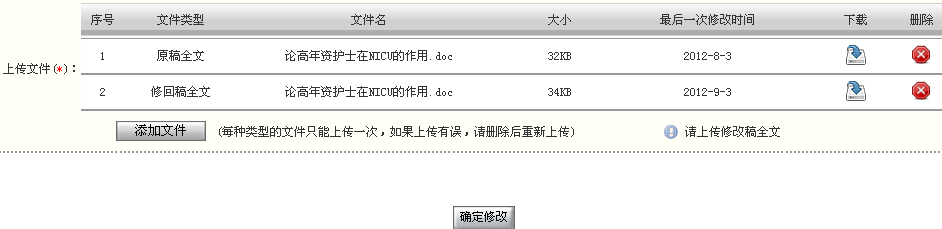 序号 文件类型 文件名 大小 最后一次修改时间 下载 删除
上传文件(*)：
1 原稿全文 论高年资护士在NICU的作用.doc 32KB 2012-8-3
2 修回稿全文 论高年资护士在NICU的作用.doc 34KB 2012-9-3
添加文件 (每种类型的文件只能上传一次，如果上传有误，请删除后重新上传) 请上传修改稿全文
确定修改